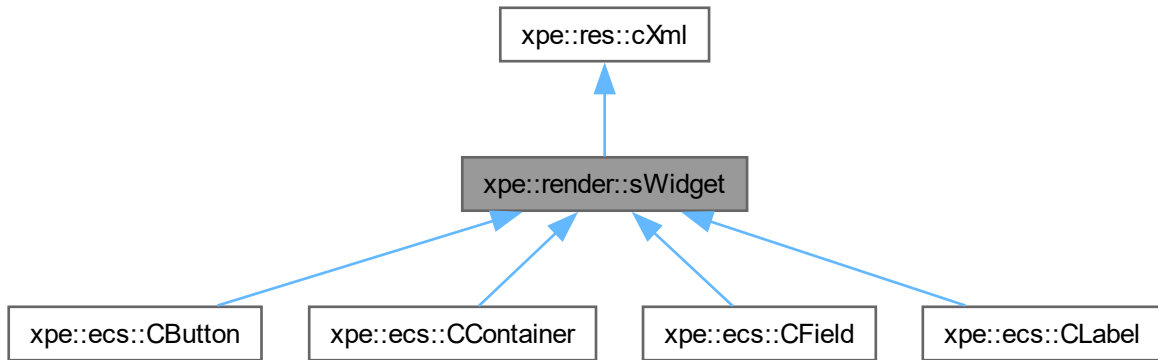 xpe::res::cXml
xpe::render::sWidget
xpe::ecs::CButton
xpe::ecs::CContainer
xpe::ecs::CField
xpe::ecs::CLabel